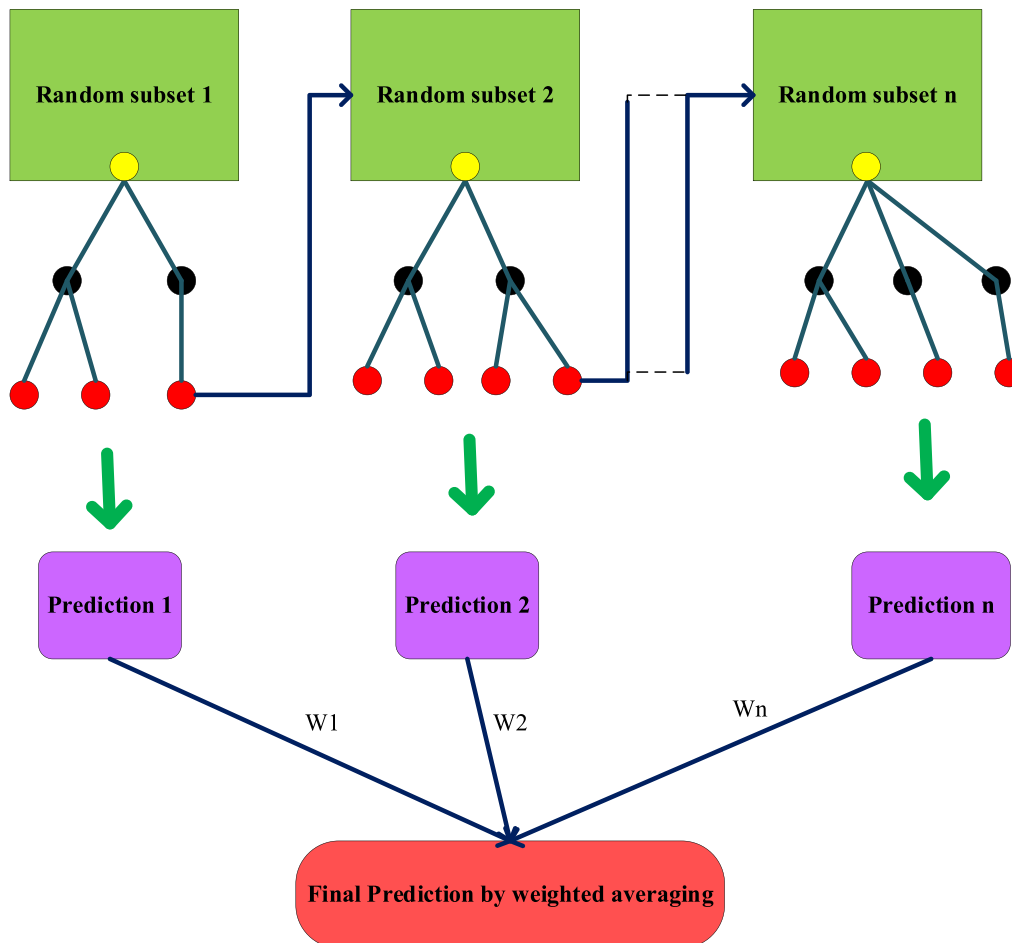 Random subset 1
Random subset 2
Random subset n
Prediction 1
Prediction 2
Prediction n
W1
W2
Wn
Final Prediction by weighted averaging